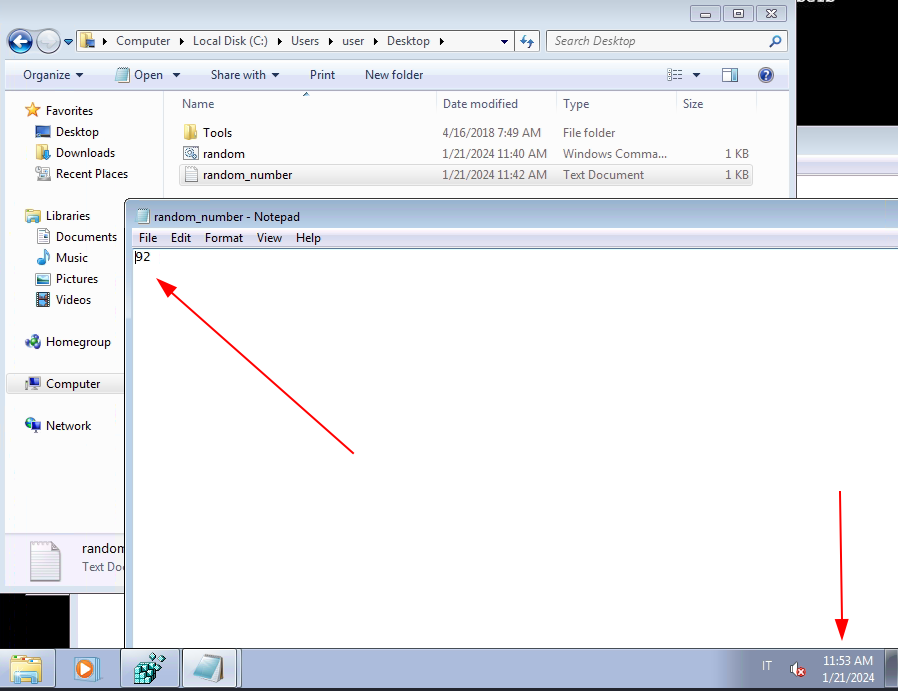 Computer Local Disk (C:) Users user Desktop
Search Desktop
Organize Open Share with Print New folder
Name Date modified Type Size
Tools 4/16/2018 7:49 AM File folder
random 1/21/2024 11:40 AM Windows Comma... 1 KB
random_number 1/21/2024 11:42 AM Text Document 1 KB
Favorites
Desktop
Downloads
Recent Places
Libraries
Documents
Music
Pictures
Videos
Homegroup
Computer
Network
random_number - Notepad
File Edit Format View Help
92
random
Text Doc
IT
11:53 AM
1/21/2024